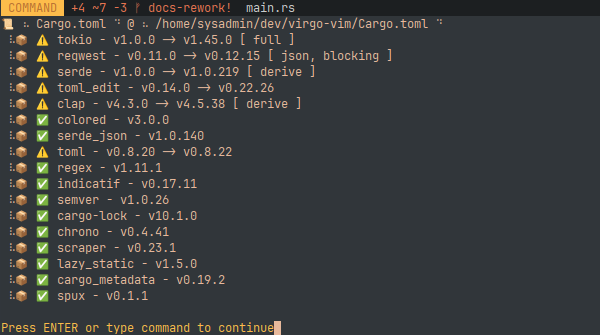 COMMAND +4 ~7 -3 ᚠ docs-rework! main.rs
Cargo.toml @ /home/sysadmin/dev/virgo-vim/Cargo.toml
tokio - v1.0.0 -> v1.45.0 [ full ]
reqwest - v0.11.0 -> v0.12.15 [ json, blocking ]
serde - v1.0.0 -> v1.0.219 [ derive ]
toml_edit - v0.14.0 -> v0.22.26
clap - v4.3.0 -> v4.5.38 [ derive ]
colored - v3.0.0
serde_json - v1.0.140
toml - v0.8.20 -> v0.8.22
regex - v1.11.1
indicatif - v0.17.11
semver - v1.0.26
cargo-lock - v10.1.0
chrono - v0.4.41
scraper - v0.23.1
lazy_static - v1.5.0
cargo_metadata - v0.19.2
spux - v0.1.1
Press ENTER or type command to continue